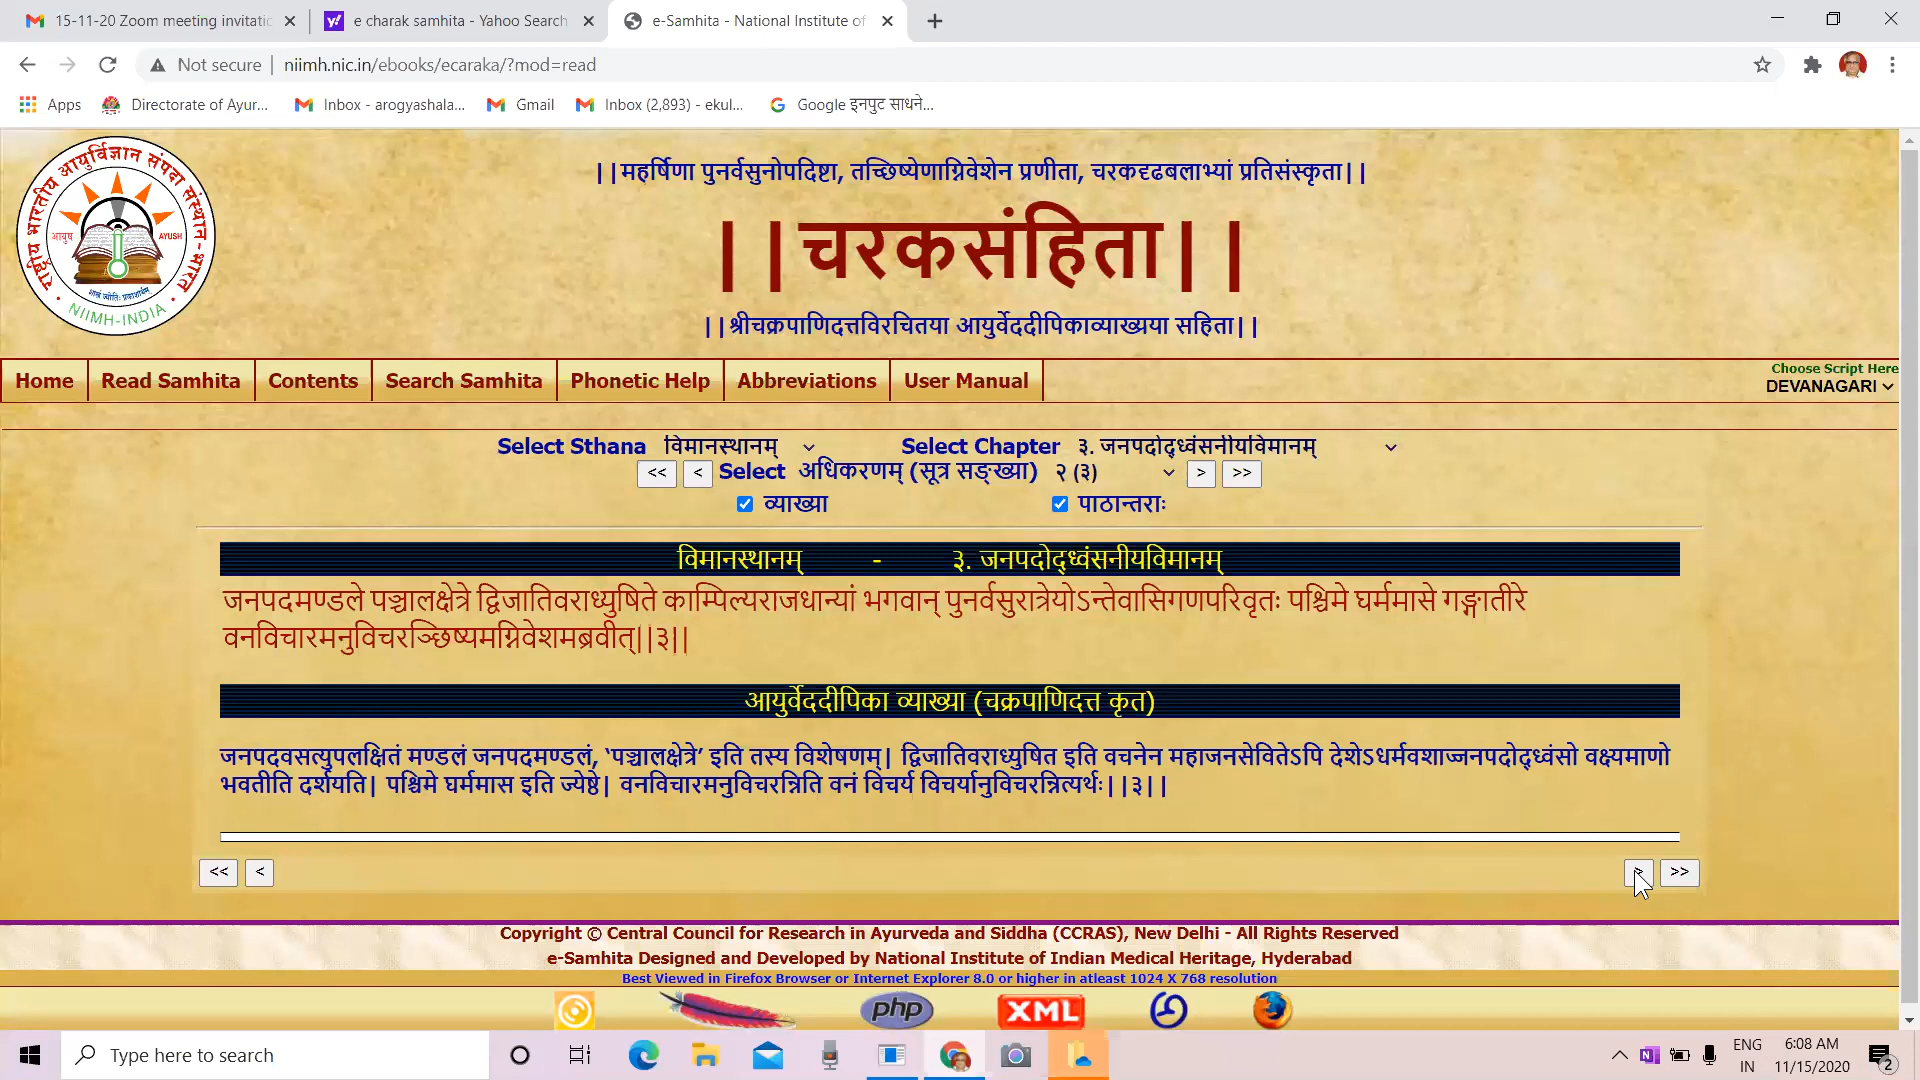 15-11-20 Zoom meeting invitatic
e charak samhita - Yahoo Search
e-Samhita - National Institute of
Not secure
niimh.nic.in/ebooks/ecaraka/?mod=read
Apps
Directorate of Ayur...
Inbox - arogyashala...
Gmail
Inbox (2,893) - ekul...
Google इनपुट साधने...
राष्ट्रीय भारतीय आयुर्विज्ञान संपदा संस्थान-भारत
आयुष
AYUSH
NIIMH-INDIA
||महर्षिणा पुनर्वसुनोपदिष्टा, तच्छिष्येणाग्निवेशेन प्रणीता, चरकदृढबलाभ्यां प्रतिसंस्कृता||
||चरकसंहिता||
||श्रीचक्रपाणिदत्तविरचितया आयुर्वेददीपिकाव्याख्यया सहिता||
Home
Read Samhita
Contents
Search Samhita
Phonetic Help
Abbreviations
User Manual
Choose Script Here
DEVANAGARI
Select Sthana विमानस्थानम् Select Chapter ३. जनपदोद्ध्वंसनीयविमानम्
<< < Select अधिकरणम् (सूत्र सङ्ख्या) २ (३) > >>
व्याख्या पाठान्तराः
विमानस्थानम् - ३. जनपदोद्ध्वंसनीयविमानम्
जनपदमण्डले पञ्चालक्षेत्रे द्विजातिवराध्युषिते काम्पिल्यराजधान्यां भगवान् पुनर्वसुरात्रेयोऽन्तेवासिगणपरिवृतः पश्चिमे घर्ममासे गङ्गातीरे
वनविचारमनुविचरञ्छिष्यमग्निवेशमब्रवीत्||३||
आयुर्वेददीपिका व्याख्या (चक्रपाणिदत्त कृत)
जनपदवसत्युपलक्षितं मण्डलं जनपदमण्डलं, ‘पञ्चालक्षेत्रे’ इति तस्य विशेषणम्| द्विजातिवराध्युषित इति वचनेन महाजनसेवितेऽपि देशेऽधर्मवशाज्जनपदोद्ध्वंसो वक्ष्यमाणो
भवतीति दर्शयति| पश्चिमे घर्ममास इति ज्येष्ठे| वनविचारमनुविचरन्निति वनं विचर्य विचर्यानुविचरन्नित्यर्थः||३||
<< < > >>
Copyright © Central Council for Research in Ayurveda and Siddha (CCRAS), New Delhi - All Rights Reserved
e-Samhita Designed and Developed by National Institute of Indian Medical Heritage, Hyderabad
Best Viewed in Firefox Browser or Internet Explorer 8.0 or higher in atleast 1024 X 768 resolution
php
XML
Type here to search
ENG
IN
6:08 AM
11/15/2020
2